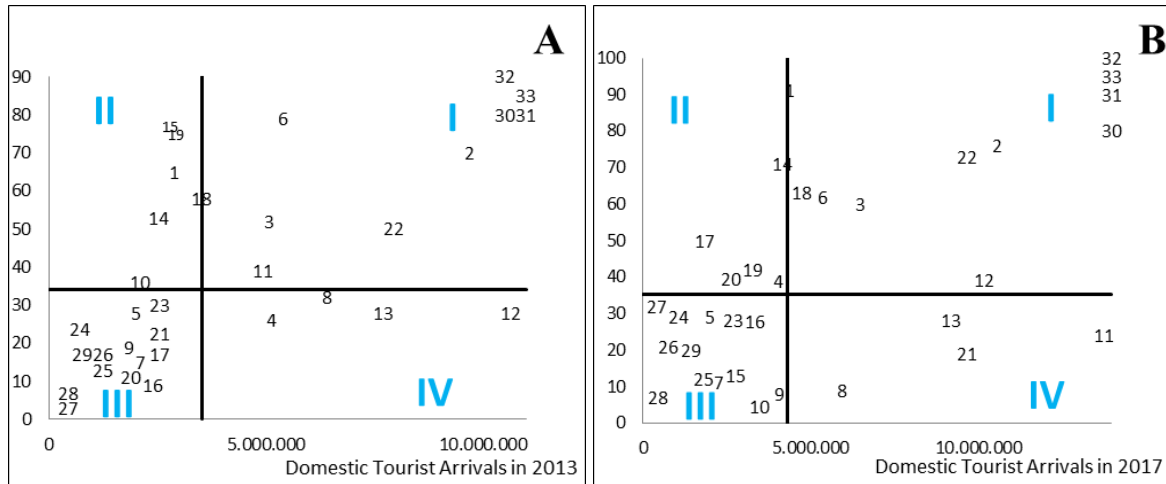 A
90 32
II 33
80 15 19 6 I 30 31
70 2
1
60 18
14 3 22
50
40 11
10
30 23 8
5 4 13 12
24 21
20 9
29 26 17
25 7
10 20 16
28 III IV
27
0
0 5.0000.000 10.0000.000
Domestic Tourist Arrivals in 2013
B
100 32
33
90 1 31
II I
80 30
22 2
70 14
60 18 6 3
50 17
40 20 19 4 12
30 27
24 5 23 16 13
11
20 26 29 21
10 25 7 15 8
28 9 IV
III 10
0
0 5.0000.000 10.0000.000
Domestic Tourist Arrivals in 2017